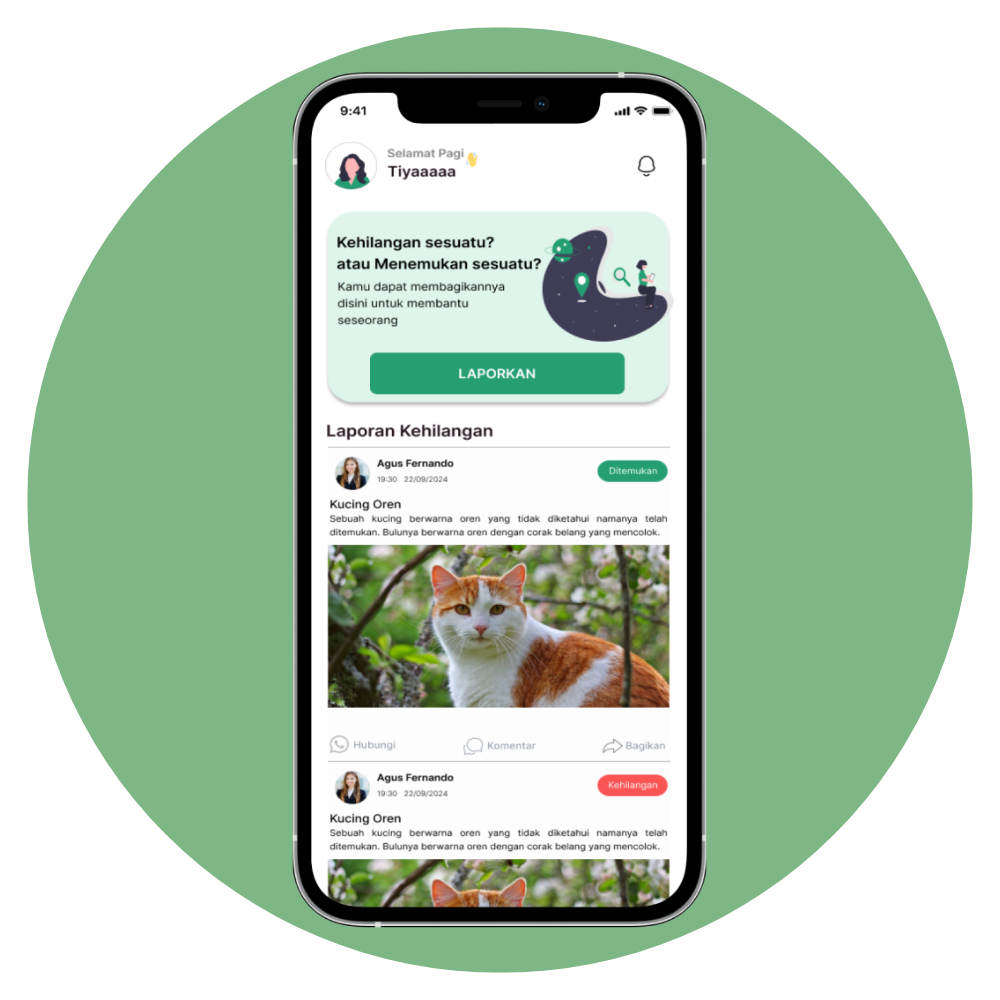 9:41
Selamat Pagi
Tiyaaaaa
Kehilangan sesuatu?
atau Menemukan sesuatu?
Kamu dapat membagikannya
disini untuk membantu
seseorang
LAPORKAN
Laporan Kehilangan
Agus Fernando
19:30 22/09/2024
Ditemukan
Kucing Oren
Sebuah kucing berwarna oren yang tidak diketahui namanya telah
ditemukan. Bulunya berwarna oren dengan corak belang yang mencolok.
Hubungi
Komentar
Bagikan
Agus Fernando
19:30 22/09/2024
Kehilangan
Kucing Oren
Sebuah kucing berwarna oren yang tidak diketahui namanya telah
ditemukan. Bulunya berwarna oren dengan corak belang yang mencolok.